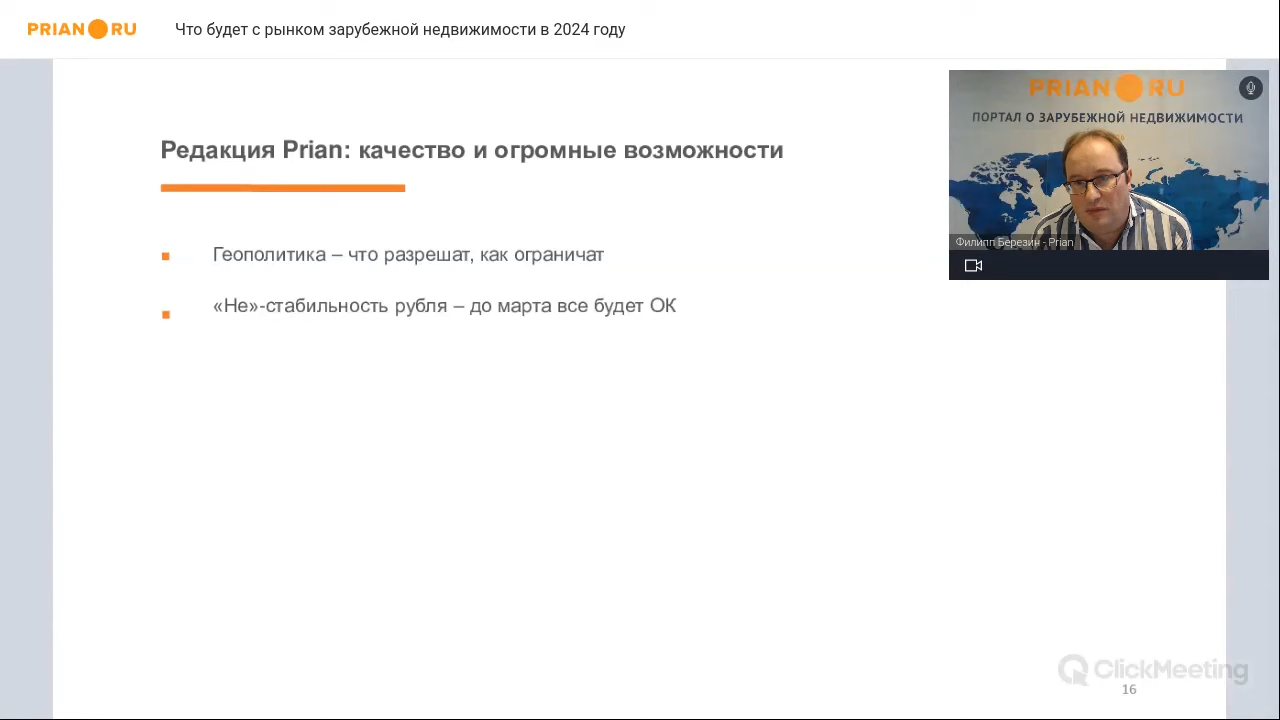 PRIAN RU
Что будет с рынком зарубежной недвижимости в 2024 году
PRIAN RU
ПОРТАЛ О ЗАРУБЕЖНОЙ НЕДВИЖИМОСТИ
Филипп Березин - Prian
Редакция Prian: качество и огромные возможности
Геополитика – что разрешат, как ограничат
«Не»-стабильность рубля – до марта все будет ОК
ClickMeeting
16